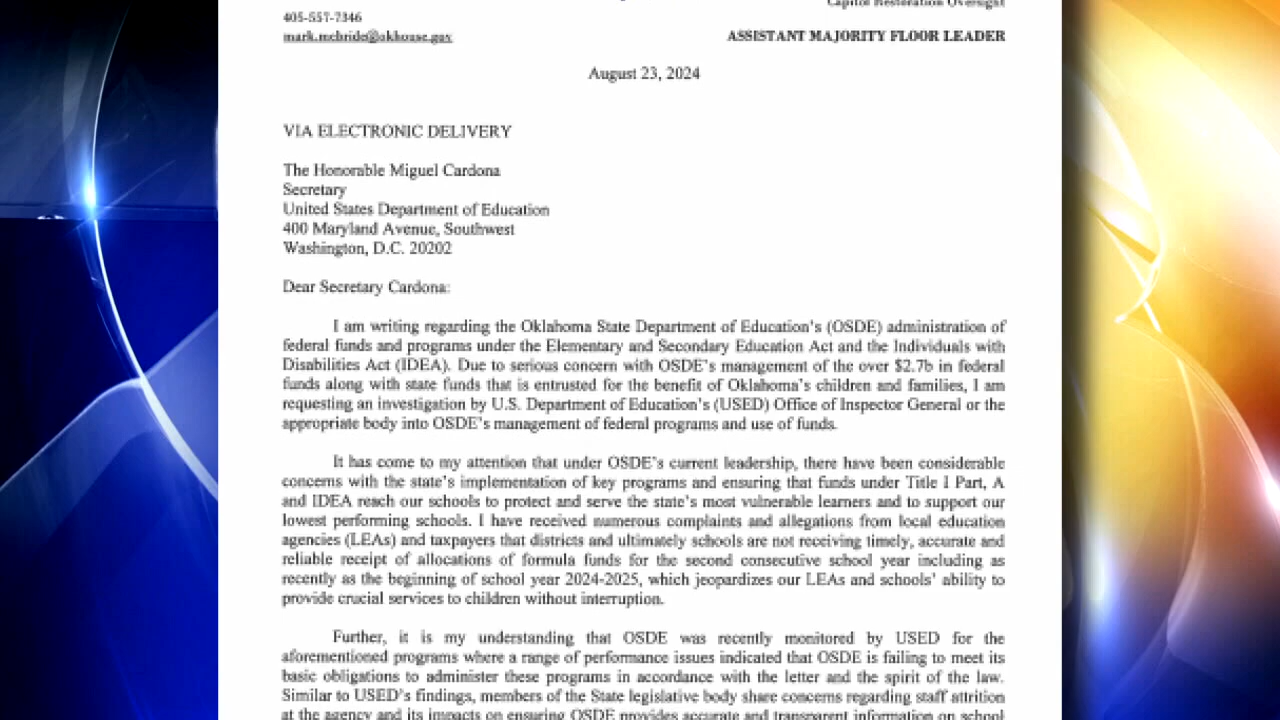 Capitol Restoration Oversight
405-557-7346
mark.mcbride@okhouse.gov
ASSISTANT MAJORITY FLOOR LEADER
August 23, 2024
VIA ELECTRONIC DELIVERY
The Honorable Miguel Cardona
Secretary
United States Department of Education
400 Maryland Avenue, Southwest
Washington, D.C. 20202
Dear Secretary Cardona:
I am writing regarding the Oklahoma State Department of Education's (OSDE) administration of
federal funds and programs under the Elementary and Secondary Education Act and the Individuals with
Disabilities Act (IDEA). Due to serious concern with OSDE's management of the over $2.7b in federal
funds along with state funds that is entrusted for the benefit of Oklahoma's children and families, I am
requesting an investigation by U.S. Department of Education's (USED) Office of Inspector General or the
appropriate body into OSDE's management of federal programs and use of funds.
It has come to my attention that under OSDE's current leadership, there have been considerable
concerns with the state's implementation of key programs and ensuring that funds under Title I Part, A
and IDEA reach our schools to protect and serve the state's most vulnerable learners and to support our
lowest performing schools. I have received numerous complaints and allegations from local education
agencies (LEAs) and taxpayers that districts and ultimately schools are not receiving timely, accurate and
reliable receipt of allocations of formula funds for the second consecutive school year including as
recently as the beginning of school year 2024-2025, which jeopardizes our LEAs and schools' ability to
provide crucial services to children without interruption.
Further, it is my understanding that OSDE was recently monitored by USED for the
aforementioned programs where a range of performance issues indicated that OSDE is failing to meet its
basic obligations to administer these programs in accordance with the letter and the spirit of the law.
Similar to USED's findings, members of the State legislative body share concerns regarding staff attrition
at the agency and its impacts on ensuring OSDE provides accurate and transparent information on school